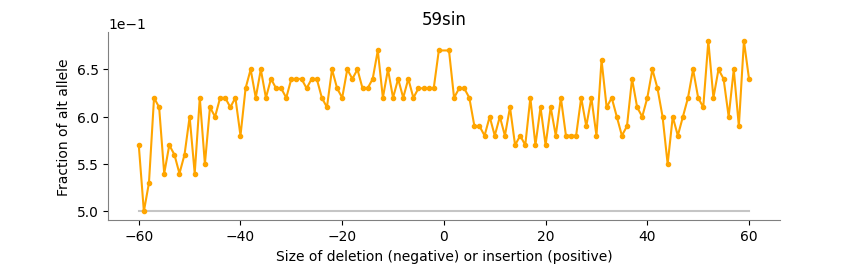 59sin
1e−1
6.5
6.0
5.5
5.0
−60 −40 −20 0 20 40 60
Fraction of alt allele
Size of deletion (negative) or insertion (positive)